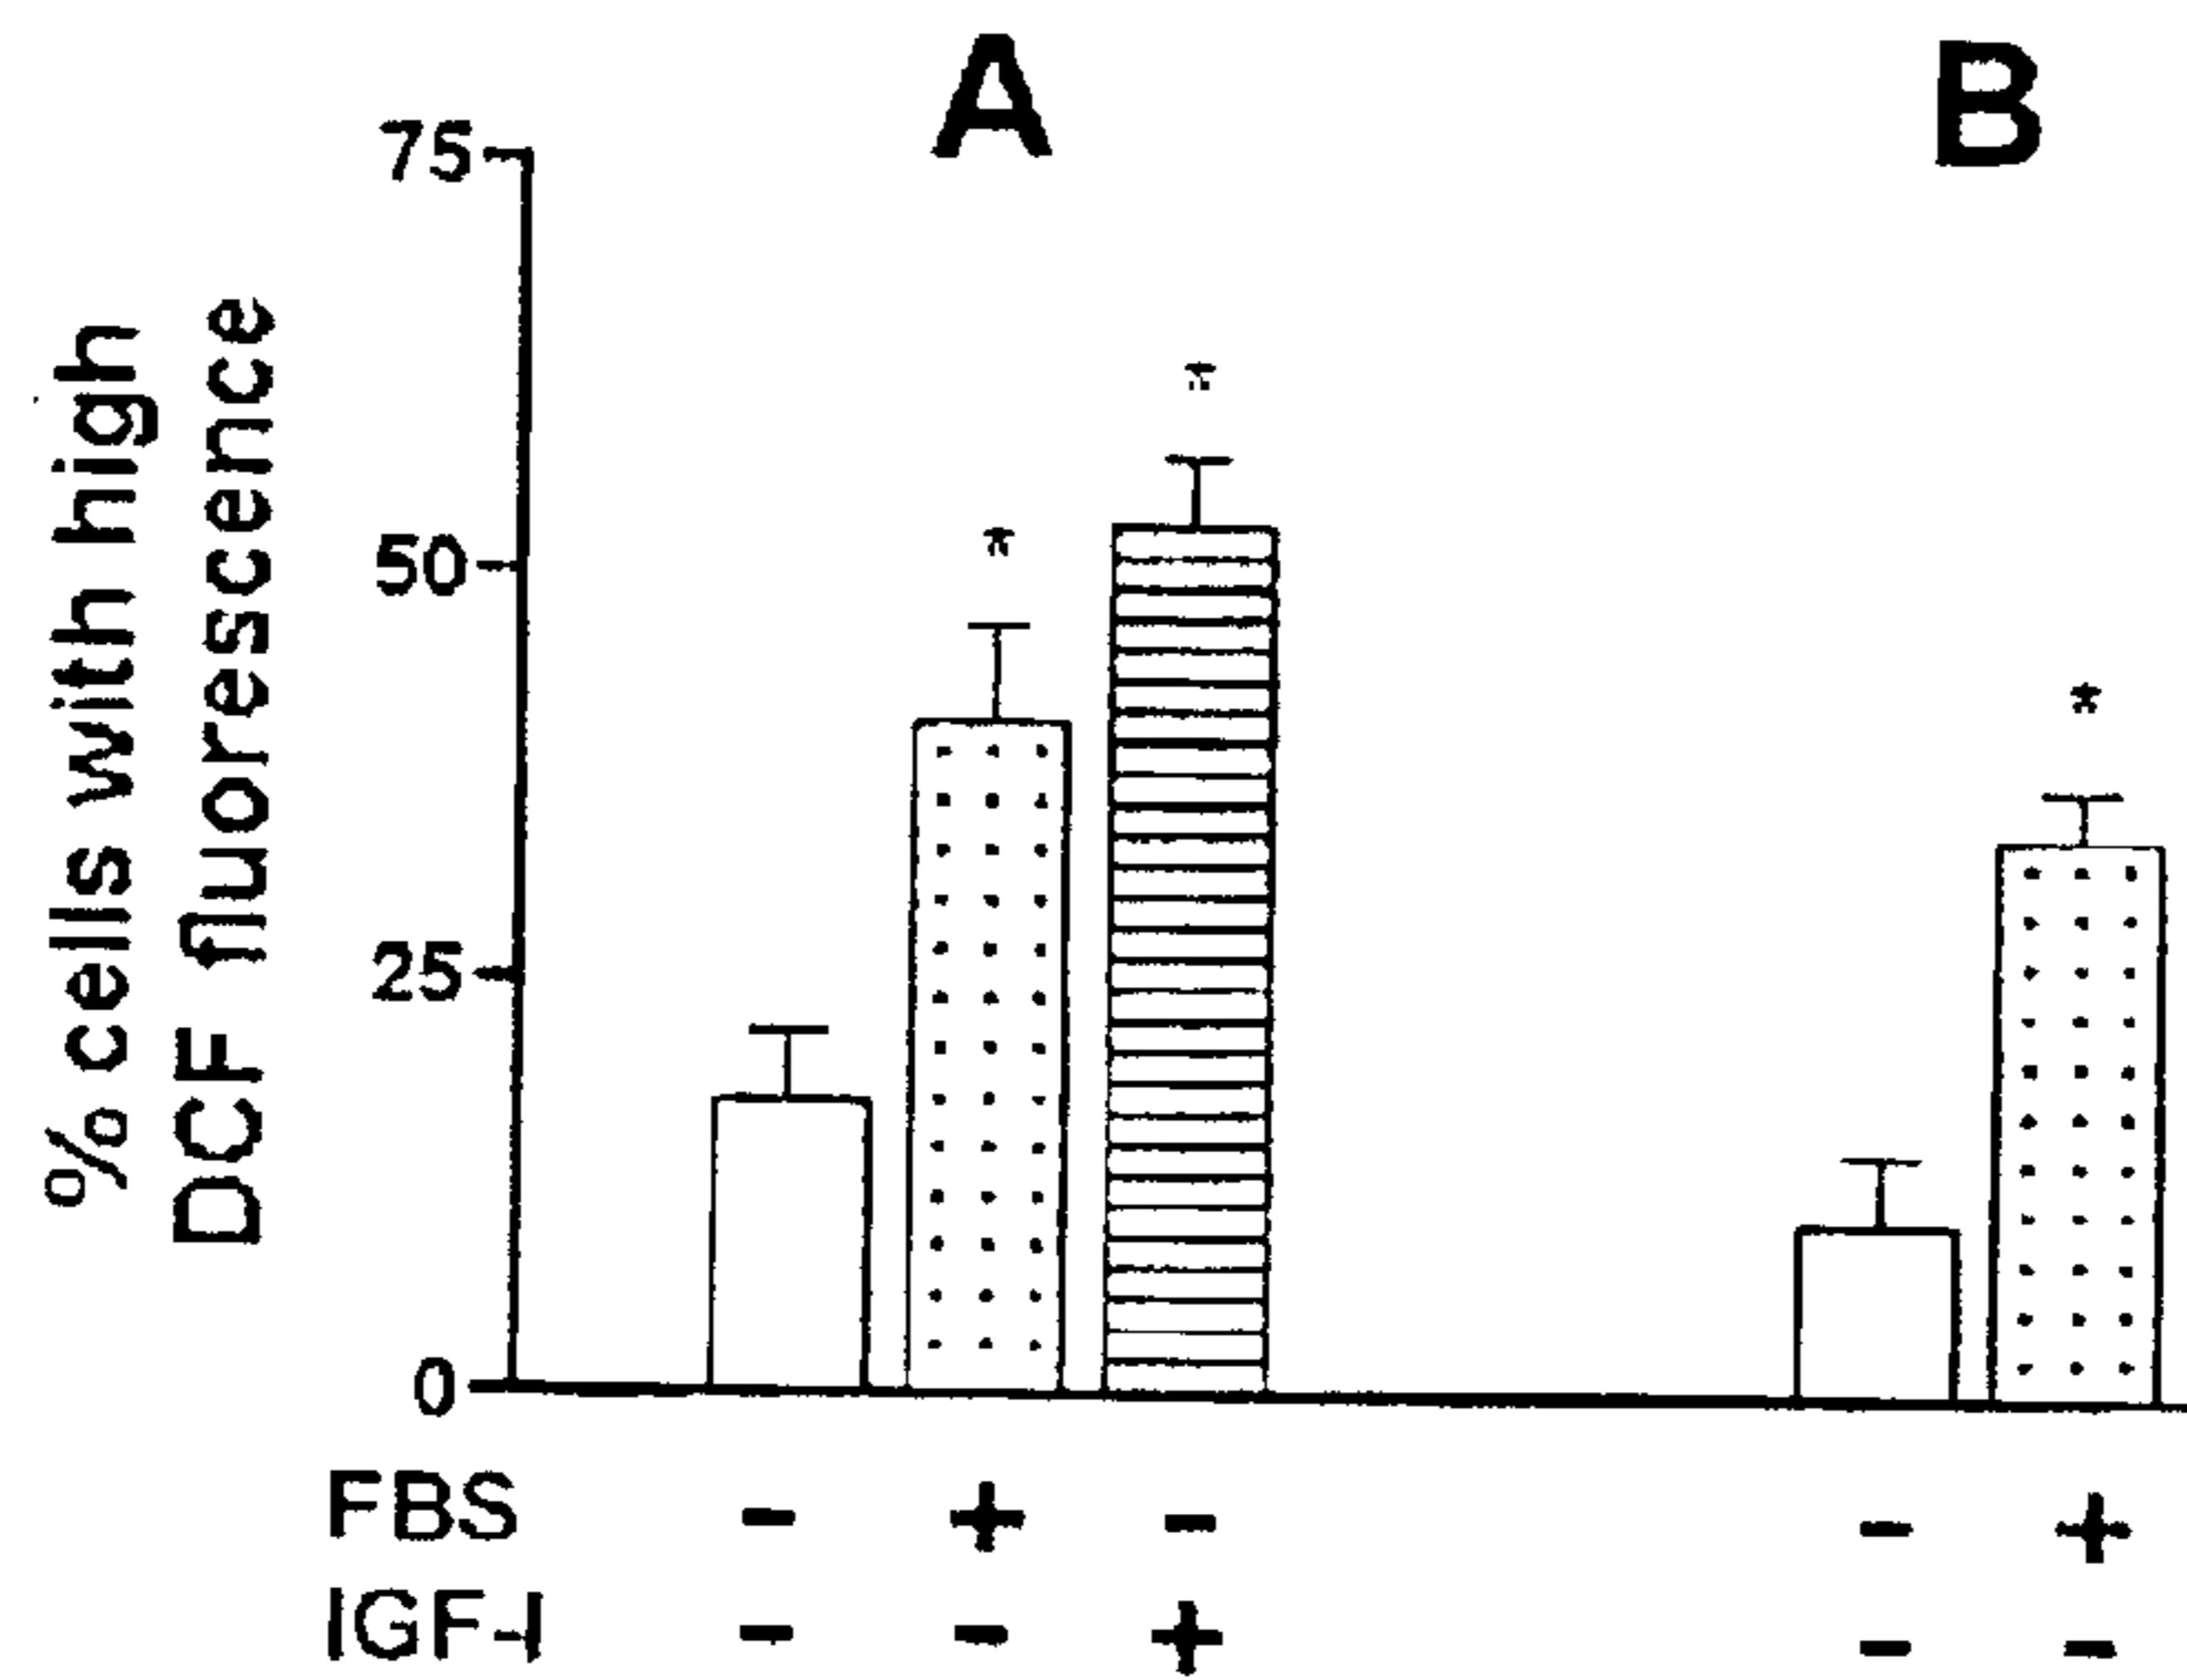 A B
75
50
25
0
% cells with high
DCF fluorescence
* * *
FBS - + - - +
IGF-I - - + - -